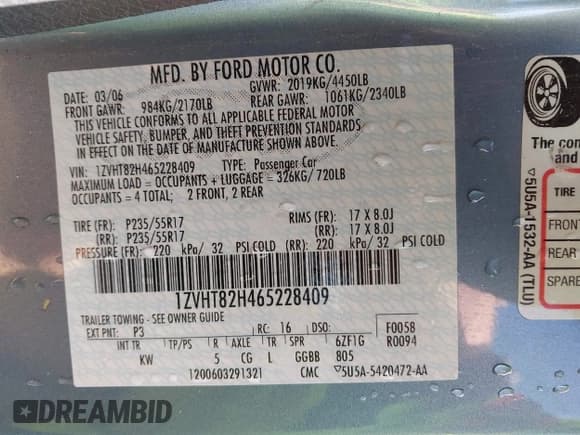 MFD. BY FORD MOTOR CO.
DATE: 03/06 GVWR: 2019KG/4450LB
FRONT GAWR: 984KG/2170LB REAR GAWR: 1061KG/2340LB
THIS VEHICLE CONFORMS TO ALL APPLICABLE FEDERAL MOTOR
VEHICLE SAFETY, BUMPER, AND THEFT PREVENTION STANDARDS
IN EFFECT ON THE DATE OF MANUFACTURE SHOWN ABOVE.
VIN: 1ZVHT82H465228409 TYPE: Passenger Car
MAXIMUM LOAD = OCCUPANTS + LUGGAGE = 326KG/720LB
OCCUPANTS = 4 TOTAL: 2 FRONT, 2 REAR
TIRE (FR): P235/55R17 RIMS (FR): 17 X 8.0J
(RR): P235/55R17 (RR): 17 X 8.0J
PRESSURE (FR): 220 kPa/ 32 PSI COLD (RR): 220 kPa/ 32 PSI COLD
1ZVHT82H465228409
TRAILER TOWING - SEE OWNER GUIDE
EXT PNT: P3 RC: 16 DSO: F0058
INT TR TP/PS R AXLE TR SPR 6ZF1G R0094
KW 5 CG L GGBB 805
1200603291321 CMC ▽5U5A-5420472-AA
▽5U5A-1532-AA (TLU)
The con
and
TIRE
FRONT
REAR
SPARE
DREAMBID